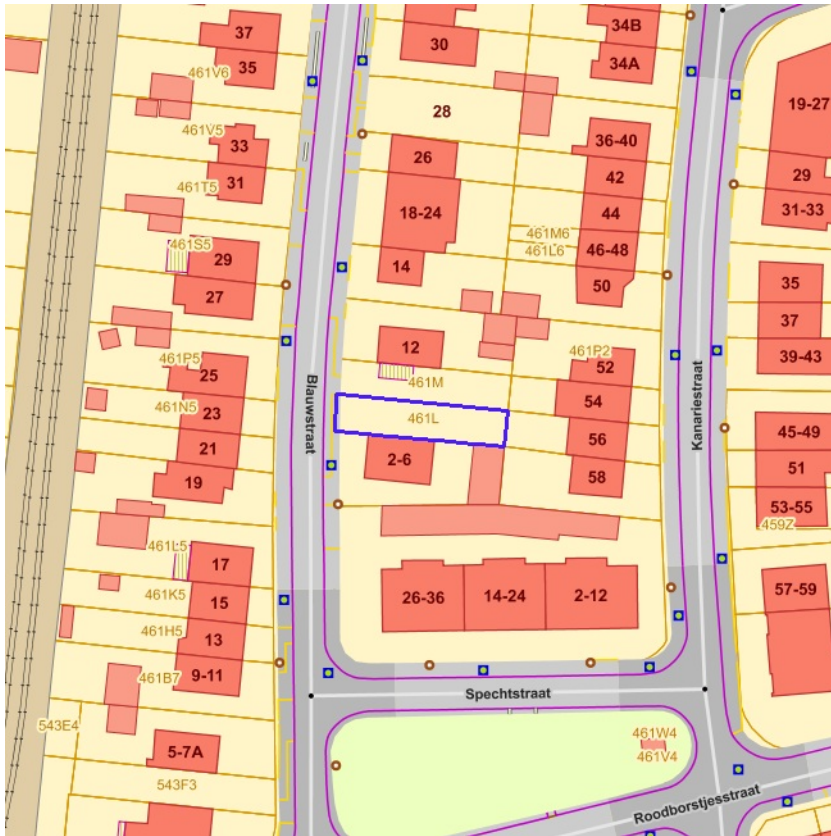 37
35
461V6
33
461V5
31
461T5
461S5
29
27
461P5
25
461N5
23
21
19
461L5
17
15
461K5
13
461H5
9-11
461B7
543E4
5-7A
543F3
Blauwstraat
30
28
26
18-24
14
12
461M
461L
2-6
26-36
14-24
2-12
34B
34A
36-40
42
44
461M6
461L6
46-48
50
461P2
52
54
56
58
Kanariestraat
19-27
29
31-33
35
37
39-43
45-49
51
53-55
459Z
57-59
Spechtstraat
461W4
461V4
Roodborstjesstraat